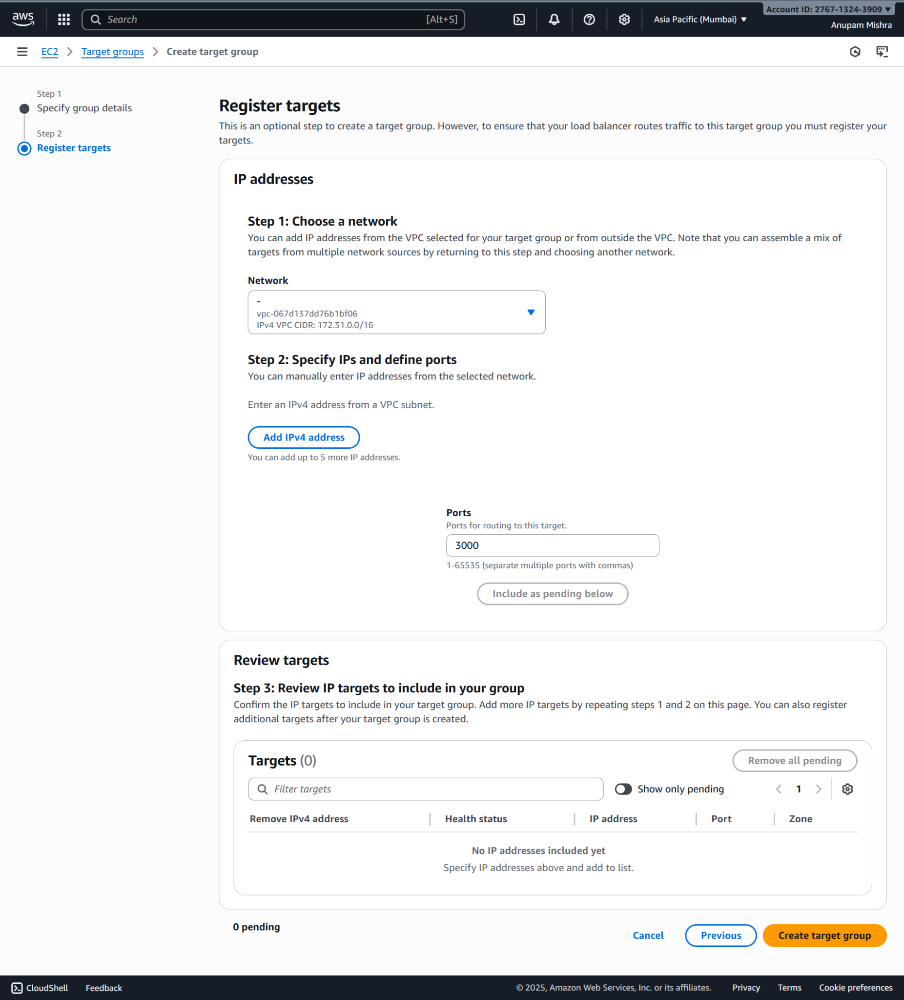 aws
Search
[Alt+S]
Asia Pacific (Mumbai)
Account ID: 2767-1324-3909
Anupam Mishra
EC2
Target groups
Create target group
Step 1
Specify group details
Step 2
Register targets
Register targets
This is an optional step to create a target group. However, to ensure that your load balancer routes traffic to this target group you must register your
targets.
IP addresses
Step 1: Choose a network
You can add IP addresses from the VPC selected for your target group or from outside the VPC. Note that you can assemble a mix of
targets from multiple network sources by returning to this step and choosing another network.
Network
-
vpc-067d137dd76b1bf06
IPv4 VPC CIDR: 172.31.0.0/16
Step 2: Specify IPs and define ports
You can manually enter IP addresses from the selected network.
Enter an IPv4 address from a VPC subnet.
Add IPv4 address
You can add up to 5 more IP addresses.
Ports
Ports for routing to this target.
3000
1-65535 (separate multiple ports with commas)
Include as pending below
Review targets
Step 3: Review IP targets to include in your group
Confirm the IP targets to include in your target group. Add more IP targets by repeating steps 1 and 2 on this page. You can also register
additional targets after your target group is created.
Targets (0)
Remove all pending
Filter targets
Show only pending
1
Remove IPv4 address
Health status
IP address
Port
Zone
No IP addresses included yet
Specify IP addresses above and add to list.
0 pending
Cancel
Previous
Create target group
CloudShell
Feedback
© 2025, Amazon Web Services, Inc. or its affiliates.
Privacy
Terms
Cookie preferences